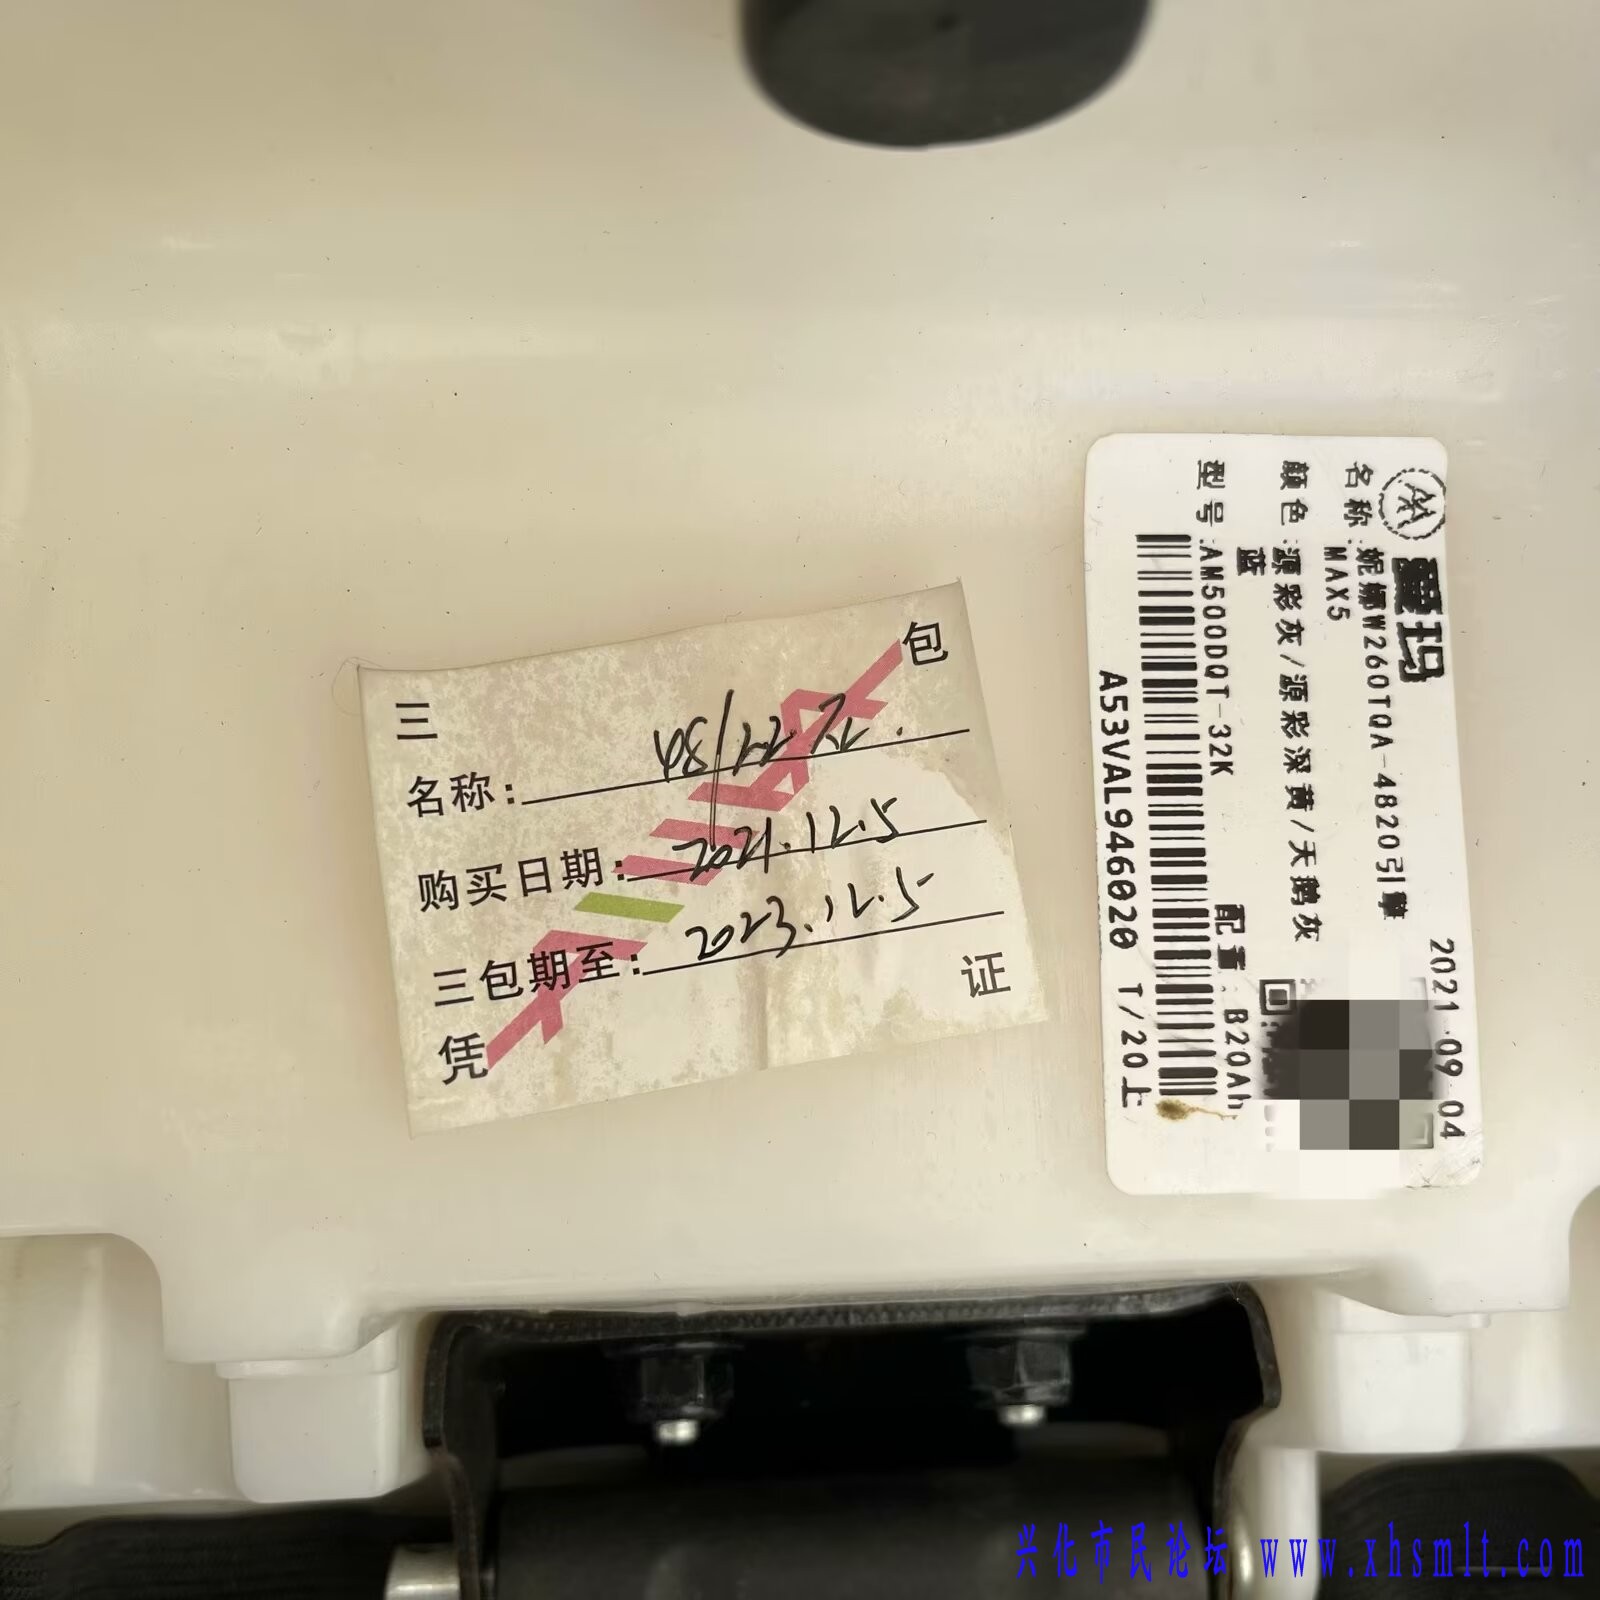 三包
名称：
购买日期：2021.12.5
三包期至：2023.12.5
凭证
爱玛
2021 09 04
名称：妮娜W260TQA-4820引擎
MAX5
颜色：源彩灰/源彩深黄/天鹅灰
蓝
配置：B20Ah
型号：AM500DQT-32K
A53VAL946020 T/20上
兴化市民论坛 www.xhsmlt.com